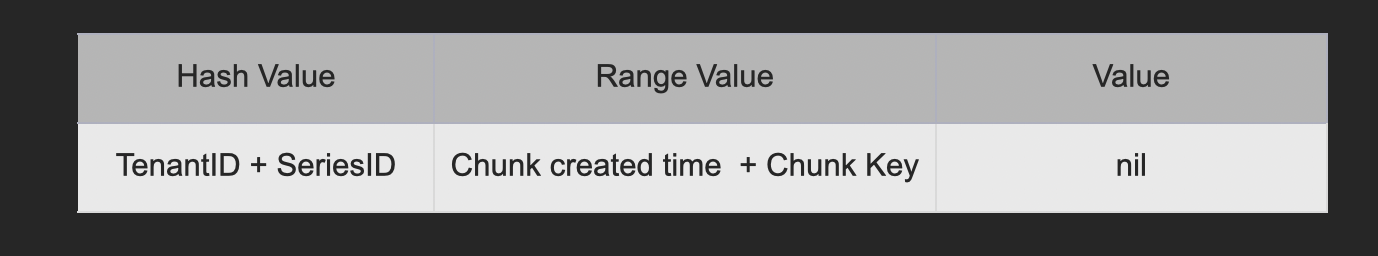 Hash Value Range Value Value
TenantID + SeriesID Chunk created time + Chunk Key nil